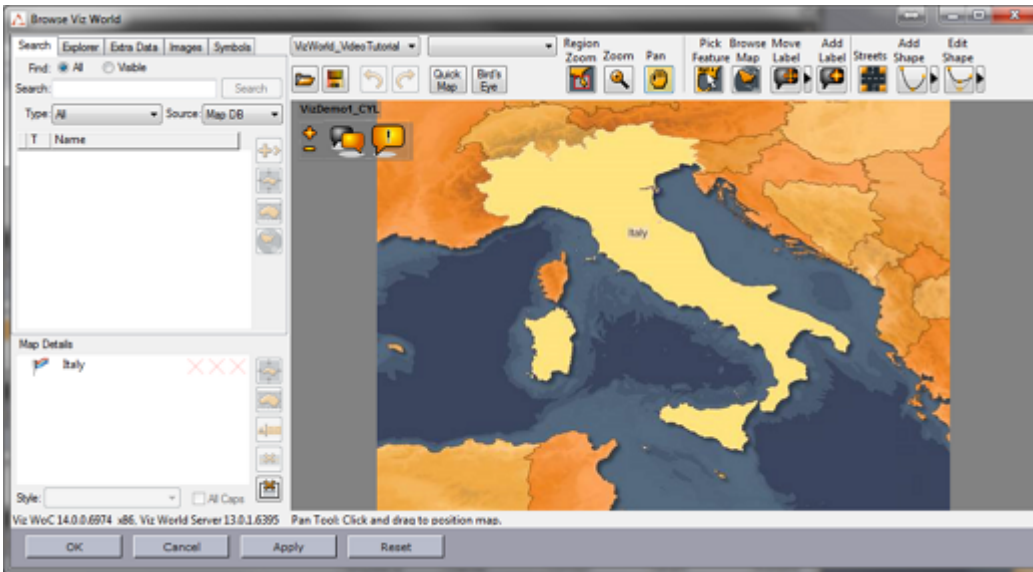 Browse Viz World
Search Explorer Extra Data Images Symbols
Find: All Visible
Search: Search
Type: All Source: Map DB
T Name
VizWorld_VideoTutorial
Quick Map
Bird's Eye
Region Zoom
Zoom
Pan
Pick Feature
Browse Map
Move Label
Add Label
Streets
Add Shape
Edit Shape
VizDemo1_CYL
Italy
Map Details
Italy
Style: All Caps
Viz WoC 14.0.0.6974 x86, Viz World Server 13.0.1.6395 Pan Tool: Click and drag to position map.
OK Cancel Apply Reset